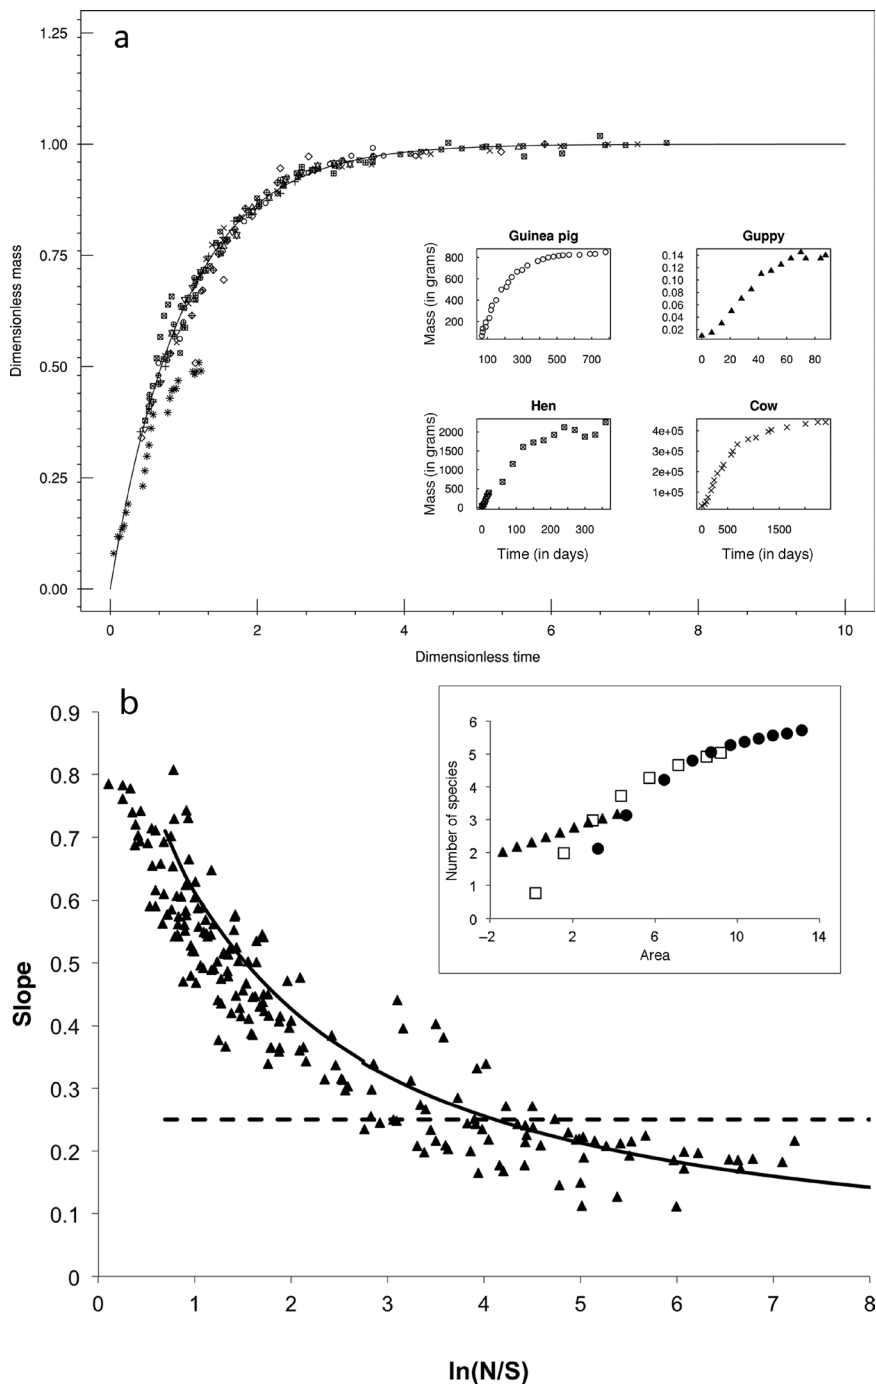 a
1.25
1.00
0.75
0.50
0.25
0.00
Dimensionless mass
0 2 4 6 8 10
Dimensionless time
Guinea pig
Mass (in grams)
800
600
400
200
100 300 500 700
Guppy
0.14
0.12
0.10
0.08
0.06
0.04
0.02
0 20 40 60 80
Hen
Mass (in grams)
2000
1500
1000
500
0
0 100 200 300
Time (in days)
Cow
4e+05
3e+05
2e+05
1e+05
0 500 1500
Time (in days)
b
0.9
0.8
0.7
0.6
0.5
0.4
0.3
0.2
0.1
0
Slope
0 1 2 3 4 5 6 7 8
ln(N/S)
Number of species
6
5
4
3
2
1
0
–2 2 6 10 14
Area